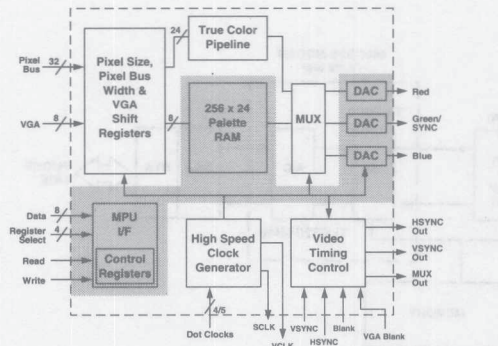 24
True Color
Pipeline
Pixel
Bus
32
Pixel Size,
Pixel Bus
Width &
VGA
Shift
Registers
VGA
8
8
256 x 24
Palette
RAM
MUX
DAC
Red
DAC
Green/
SYNC
DAC
Blue
Data
8
Register
Select
4
Read
Write
MPU
I/F
Control
Registers
High Speed
Clock
Generator
Video
Timing
Control
HSYNC
Out
VSYNC
Out
MUX
Out
4/5
Dot Clocks
SCLK
VCLK
VSYNC
HSYNC
Blank
VGA Blank